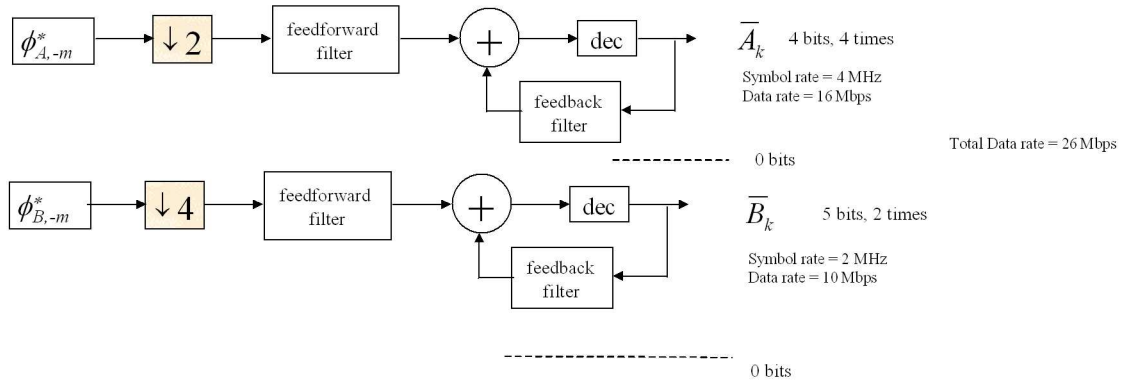 ϕ*A,-m
↓ 2
feedforward
filter
+
dec
A̅k
4 bits, 4 times
Symbol rate = 4 MHz
Data rate = 16 Mbps
feedback
filter
0 bits
Total Data rate = 26 Mbps
ϕ*B,-m
↓ 4
feedforward
filter
+
dec
B̅k
5 bits, 2 times
Symbol rate = 2 MHz
Data rate = 10 Mbps
feedback
filter
0 bits